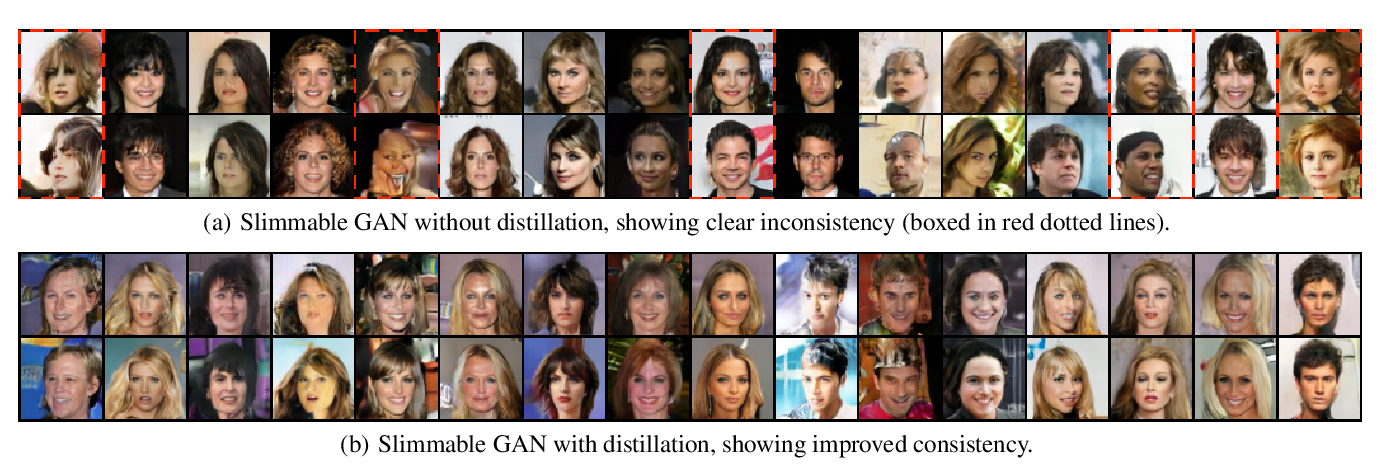 (a) Slimmable GAN without distillation, showing clear inconsistency (boxed in red dotted lines).
(b) Slimmable GAN with distillation, showing improved consistency.